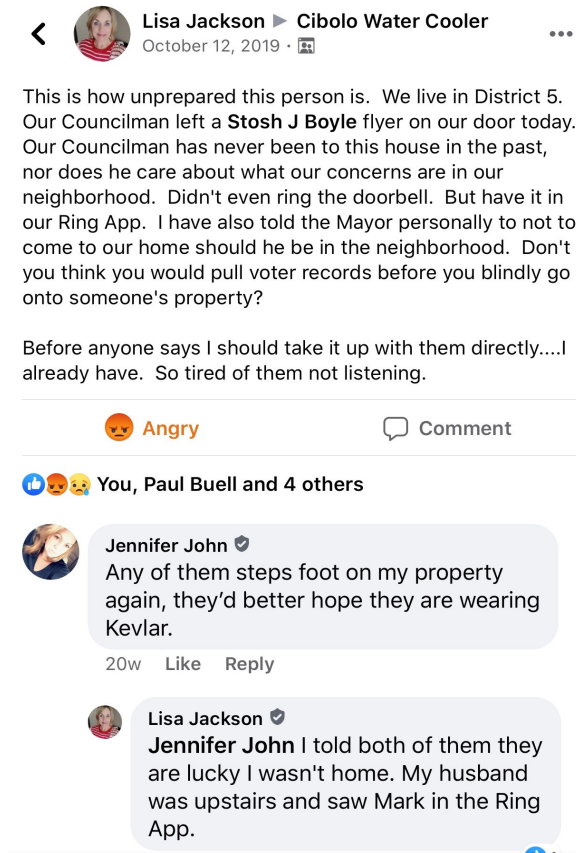 Lisa Jackson ▶ Cibolo Water Cooler
October 12, 2019 ·
This is how unprepared this person is.  We live in District 5.
Our Councilman left a Stosh J Boyle flyer on our door today.
Our Councilman has never been to this house in the past,
nor does he care about what our concerns are in our
neighborhood.  Didn't even ring the doorbell.  But have it in
our Ring App.  I have also told the Mayor personally to not to
come to our home should he be in the neighborhood.  Don't
you think you would pull voter records before you blindly go
onto someone's property?
Before anyone says I should take it up with them directly....I
already have.  So tired of them not listening.
Angry
Comment
You, Paul Buell and 4 others
Jennifer John
Any of them steps foot on my property
again, they’d better hope they are wearing
Kevlar.
20w Like Reply
Lisa Jackson
Jennifer John I told both of them they
are lucky I wasn't home. My husband
was upstairs and saw Mark in the Ring
App.